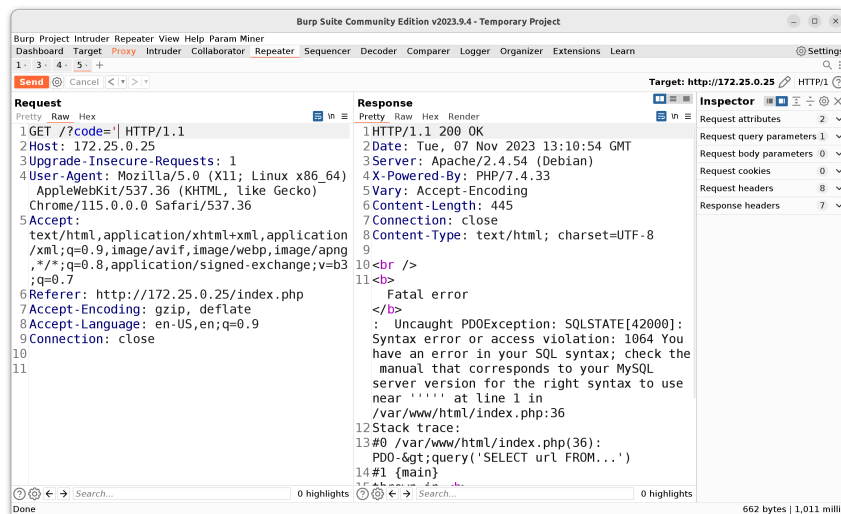 Burp Suite Community Edition v2023.9.4 - Temporary Project
Burp Project Intruder Repeater View Help Param Miner
Dashboard Target Proxy Intruder Collaborator Repeater Sequencer Decoder Comparer Logger Organizer Extensions Learn Settings
1 3 4 5 +
Send Cancel < > Target: http://172.25.0.25 HTTP/1 ?
Request
Pretty Raw Hex \n
1 GET /?code=' HTTP/1.1
2 Host: 172.25.0.25
3 Upgrade-Insecure-Requests: 1
4 User-Agent: Mozilla/5.0 (X11; Linux x86_64)
AppleWebKit/537.36 (KHTML, like Gecko)
Chrome/115.0.0.0 Safari/537.36
5 Accept:
text/html,application/xhtml+xml,application
/xml;q=0.9,image/avif,image/webp,image/apng
,*/*;q=0.8,application/signed-exchange;v=b3
;q=0.7
6 Referer: http://172.25.0.25/index.php
7 Accept-Encoding: gzip, deflate
8 Accept-Language: en-US,en;q=0.9
9 Connection: close
10
11
Search... 0 highlights
Response
Pretty Raw Hex Render \n
1 HTTP/1.1 200 OK
2 Date: Tue, 07 Nov 2023 13:10:54 GMT
3 Server: Apache/2.4.54 (Debian)
4 X-Powered-By: PHP/7.4.33
5 Vary: Accept-Encoding
6 Content-Length: 445
7 Connection: close
8 Content-Type: text/html; charset=UTF-8
9
10 <br />
11 <b>
Fatal error
</b>
: Uncaught PDOException: SQLSTATE[42000]:
Syntax error or access violation: 1064 You
have an error in your SQL syntax; check the
manual that corresponds to your MySQL
server version for the right syntax to use
near ''''' at line 1 in
/var/www/html/index.php:36
12 Stack trace:
13 #0 /var/www/html/index.php(36):
PDO-&gt;query('SELECT url FROM...')
14 #1 {main}
thrown in <b>
Search... 0 highlights
Inspector
Request attributes 2
Request query parameters 1
Request body parameters 0
Request cookies 0
Request headers 8
Response headers 7
Done 662 bytes | 1,011 milli